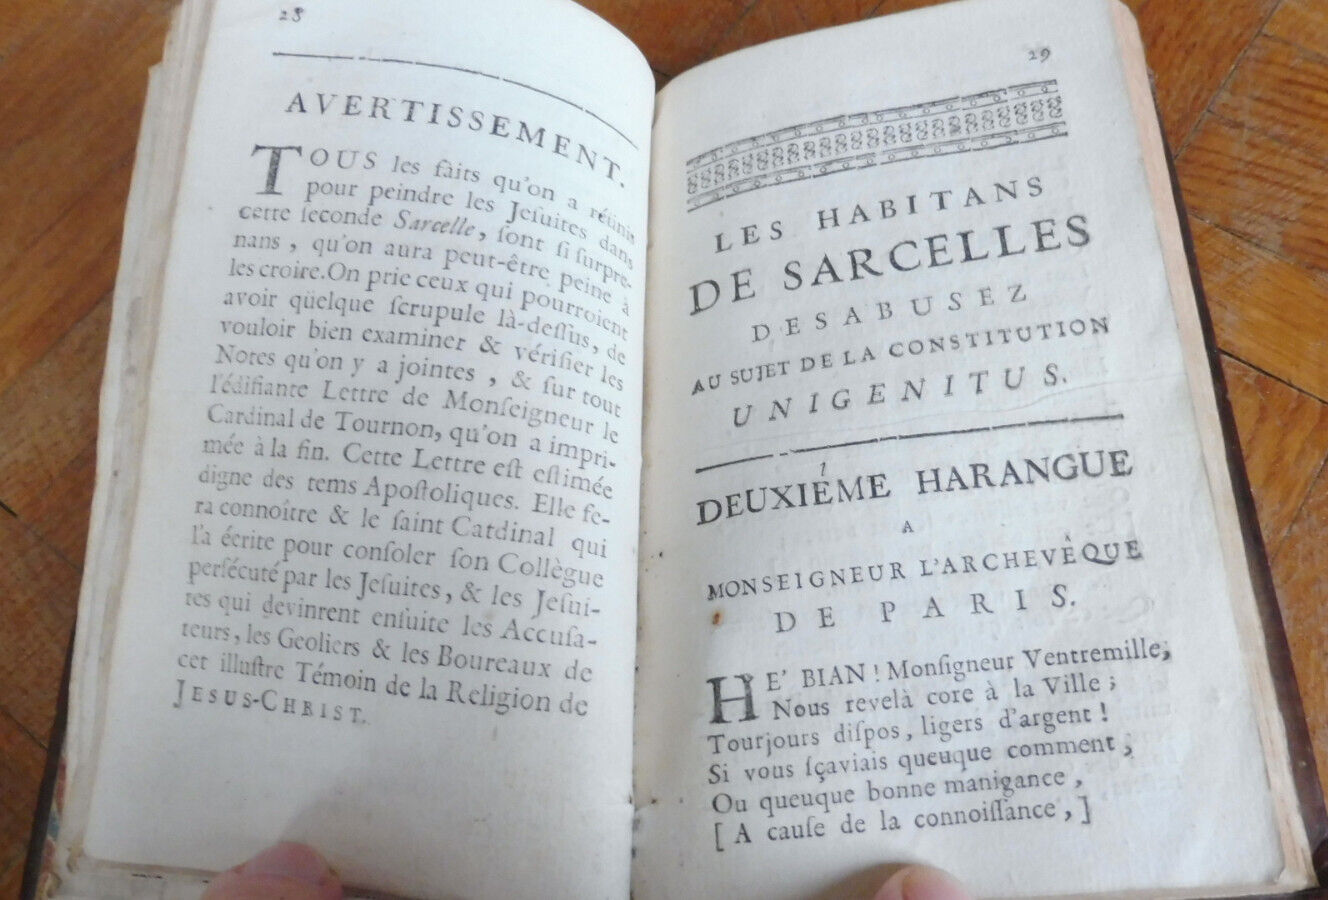 28
AVERTISSEMENT.
TOUS les faits qu'on a réünis
pour peindre les Jeſuites dans
cette ſeconde Sarcelle, ſont ſi ſurpre-
nans, qu'on aura peut-être peine à
les croire. On prie ceux qui pourroient
avoir qüelque ſcrupule là-deſſus, de
vouloir bien examiner & vérifier les
Notes qu'on y a jointes, & ſur tout
l'édifiante Lettre de Monſeigneur le
Cardinal de Tournon, qu'on a impri-
mée à la fin. Cette Lettre eſt eſtimée
digne des tems Apoſtoliques. Elle fe-
ra connoître & le ſaint Cardinal qui
l'a écrite pour conſoler ſon Collègue
perſécuté par les Jeſuites, & les Jeſui-
tes qui devinrent enſuite les Accuſa-
teurs, les Geoliers & les Boureaux de
cet illuſtre Témoin de la Religion de
JESUS-CHRIST.
29
LES HABITANS
DE SARCELLES
DESABUSEZ
AU SUJET DE LA CONSTITUTION
UNIGENITUS.
DEUXIÉME HARANGUE
A
MONSEIGNEUR L'ARCHEVÊQUE
DE PARIS.
HE' BIAN! Monſigneur Ventremille,
Nous revelà core à la Ville;
Tourjours diſpos, ligers d'argent!
Si vous ſçaviais queuque comment,
Ou queuque bonne manigance,
[ A cauſe de la connoiſſance, ]